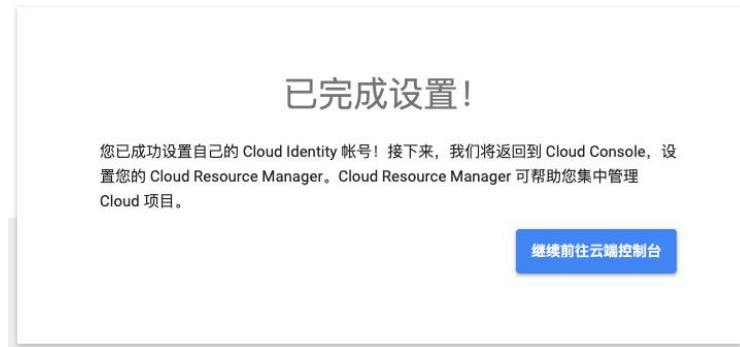 已完成设置！
您已成功设置自己的 Cloud Identity 帐号！接下来，我们将返回到 Cloud Console，设
置您的 Cloud Resource Manager。Cloud Resource Manager 可帮助您集中管理
Cloud 项目。
继续前往云端控制台